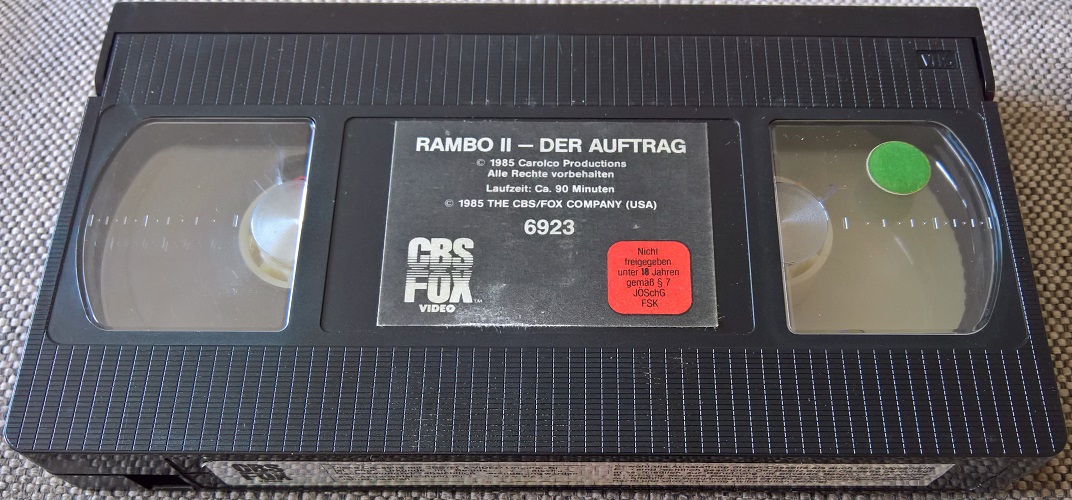 VHS
RAMBO II — DER AUFTRAG
© 1985 Carolco Productions
Alle Rechte vorbehalten
Laufzeit: Ca. 90 Minuten
© 1985 THE CBS/FOX COMPANY (USA)
6923
CBS
FOX™
VIDEO
Nicht
freigegeben
unter 18 Jahren
gemäß § 7
JÖSchG
FSK
CBS
FOX